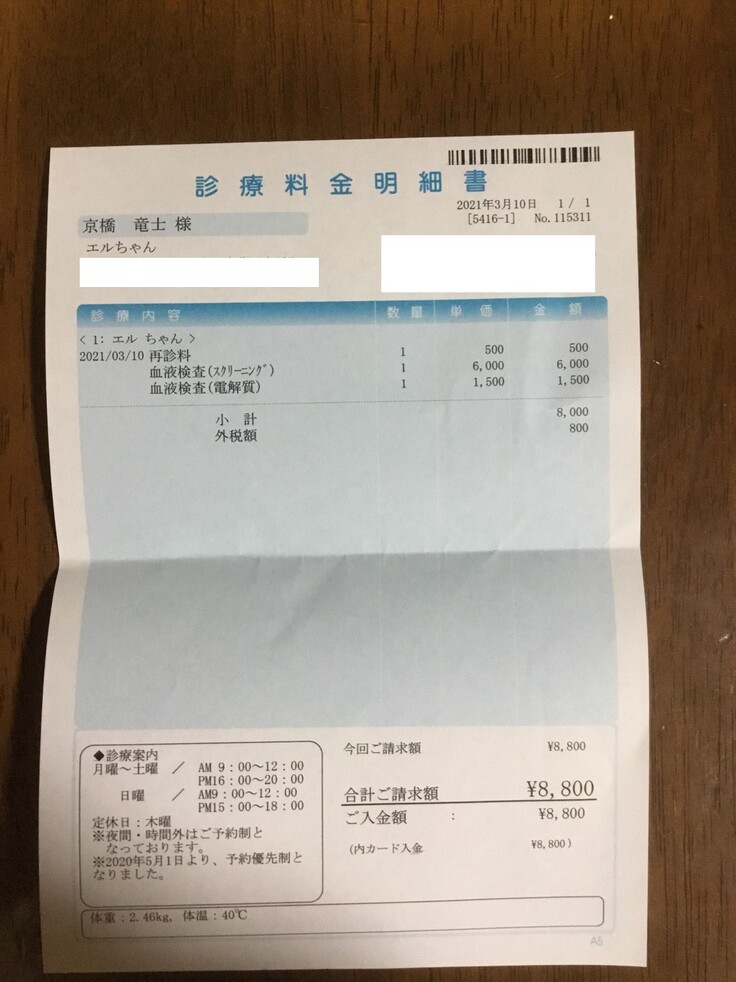 診療料金明細書
2021年3月10日 1 / 1
[5416-1] No. 115311
京橋 竜士 様
エルちゃん
診療内容 数量 単価 金額
< 1: エル ちゃん >
2021/03/10 再診料 1 500 500
血液検査(ｽｸﾘｰﾆﾝｸﾞ) 1 6,000 6,000
血液検査(電解質) 1 1,500 1,500
小計 8,000
外税額 800
◆診療案内
月曜～土曜 ／ AM 9：00～12：00
PM16：00～20：00
日曜 ／ AM9：00～12：00
PM15：00～18：00
定休日：木曜
※夜間・時間外はご予約制と
なっております。
※2020年5月1日より、予約優先制と
なりました。
今回ご請求額 ¥8,800
合計ご請求額 ¥8,800
ご入金額 : ¥8,800
(内カード入金 ¥8,800)
体重：2.46kg, 体温：40℃
A5